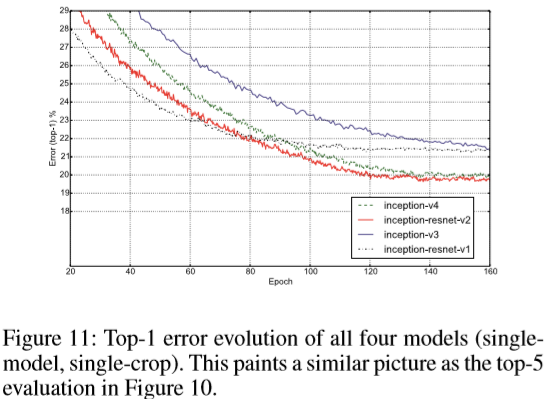 29
28
27
26
25
24
23
22
21
20
19
18
Error (top-1) %
20 40 60 80 100 120 140 160
Epoch
inception-v4
inception-resnet-v2
inception-v3
inception-resnet-v1
Figure 11: Top-1 error evolution of all four models (single-
model, single-crop). This paints a similar picture as the top-5
evaluation in Figure 10.